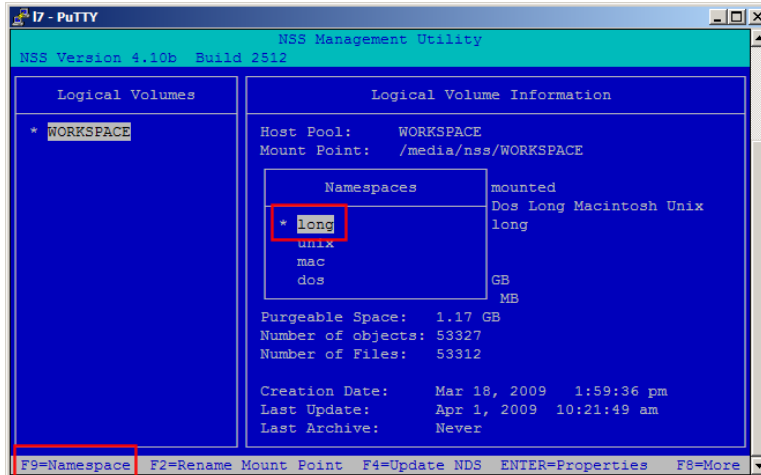 l7 - PuTTY
NSS Management Utility
NSS Version 4.10b Build 2512
Logical Volumes
* WORKSPACE
Logical Volume Information
Host Pool: WORKSPACE
Mount Point: /media/nss/WORKSPACE
Namespaces
* long
unix
mac
dos
mounted
Dos Long Macintosh Unix
long
GB
MB
Purgeable Space: 1.17 GB
Number of objects: 53327
Number of Files: 53312
Creation Date: Mar 18, 2009 1:59:36 pm
Last Update: Apr 1, 2009 10:21:49 am
Last Archive: Never
F9=Namespace F2=Rename Mount Point F4=Update NDS ENTER=Properties F8=More